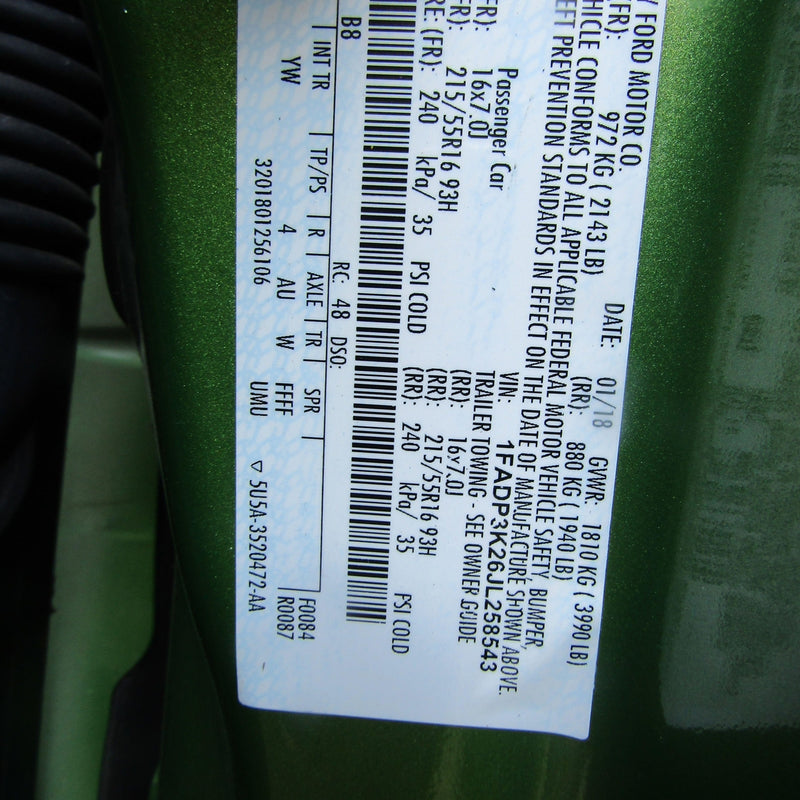 FORD MOTOR CO.
DATE: 01/18 GVWR: 1810 KG ( 3990 LB)
972 KG ( 2143 LB) (RR): 880 KG ( 1940 LB)
CONFORMS TO ALL APPLICABLE FEDERAL MOTOR VEHICLE SAFETY, BUMPER,
PREVENTION STANDARDS IN EFFECT ON THE DATE OF MANUFACTURE SHOWN ABOVE.
VIN: 1FADP3K26JL258543
Passenger Car TRAILER TOWING - SEE OWNER GUIDE
16x7.0J (RR): 16x7.0J
215/55R16 93H (RR): 215/55R16 93H
(FR): 240 kPa/ 35 PSI COLD (RR): 240 kPa/ 35 PSI COLD
B8
RC: 48 DSO:
INT TR TP/PS R AXLE TR SPR F0084
YW 4 AU W FFFF R0087
3201801256106 UMU ▽ 5U5A-3520472-AA